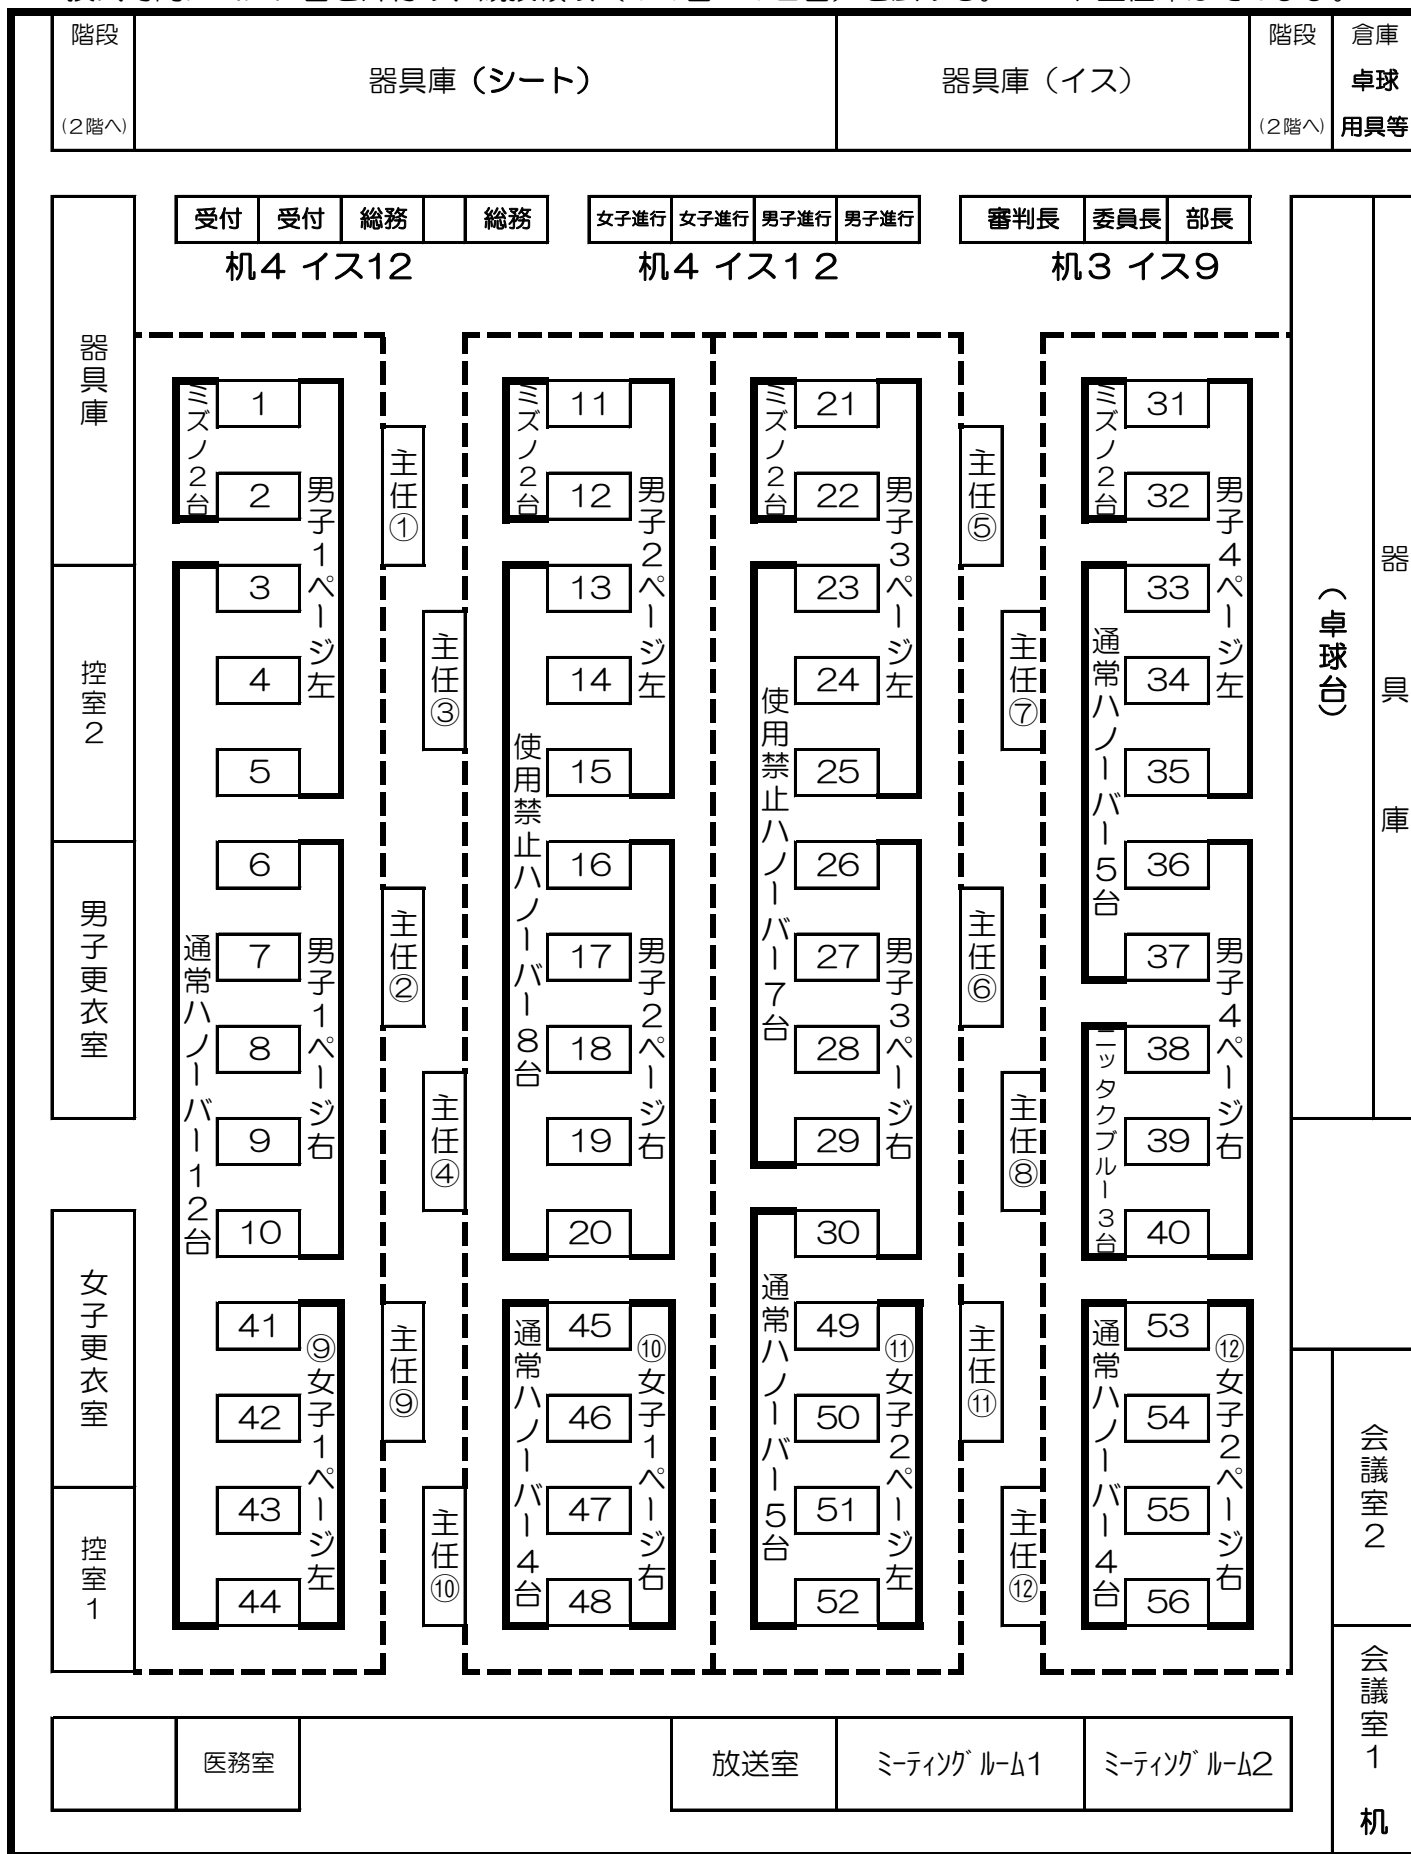 階段
器具庫（シート）
器具庫（イス）
階段
倉庫
卓球
用具等
(２階へ)
(２階へ)
受付 受付 総務 総務
女子進行 女子進行 男子進行 男子進行
審判長 委員長 部長
机４ イス12
机４ イス１２
机３ イス９
器具庫
控室２
男子更衣室
女子更衣室
控室１
ミズノ２台
通常ハノーバー１２台
1
2
3
4
5
6
7
8
9
10
41
42
43
44
男子１ページ左
男子１ページ右
⑨女子１ページ左
主任①
主任③
主任②
主任④
主任⑨
主任⑩
ミズノ２台
使用禁止ハノーバー８台
通常ハノーバー４台
11
12
13
14
15
16
17
18
19
20
45
46
47
48
男子２ページ左
男子２ページ右
⑩女子１ページ右
ミズノ２台
使用禁止ハノーバー７台
通常ハノーバー５台
21
22
23
24
25
26
27
28
29
30
49
50
51
52
男子３ページ左
男子３ページ右
⑪女子２ページ左
主任⑤
主任⑦
主任⑥
主任⑧
主任⑪
主任⑫
ミズノ２台
通常ハノーバー５台
ニッタクブルー３台
通常ハノーバー４台
31
32
33
34
35
36
37
38
39
40
53
54
55
56
男子４ページ左
男子４ページ右
⑫女子２ページ右
（卓球台）
器具庫
会議室２
会議室１
机
医務室
放送室
ミーティングルーム1
ミーティングルーム2